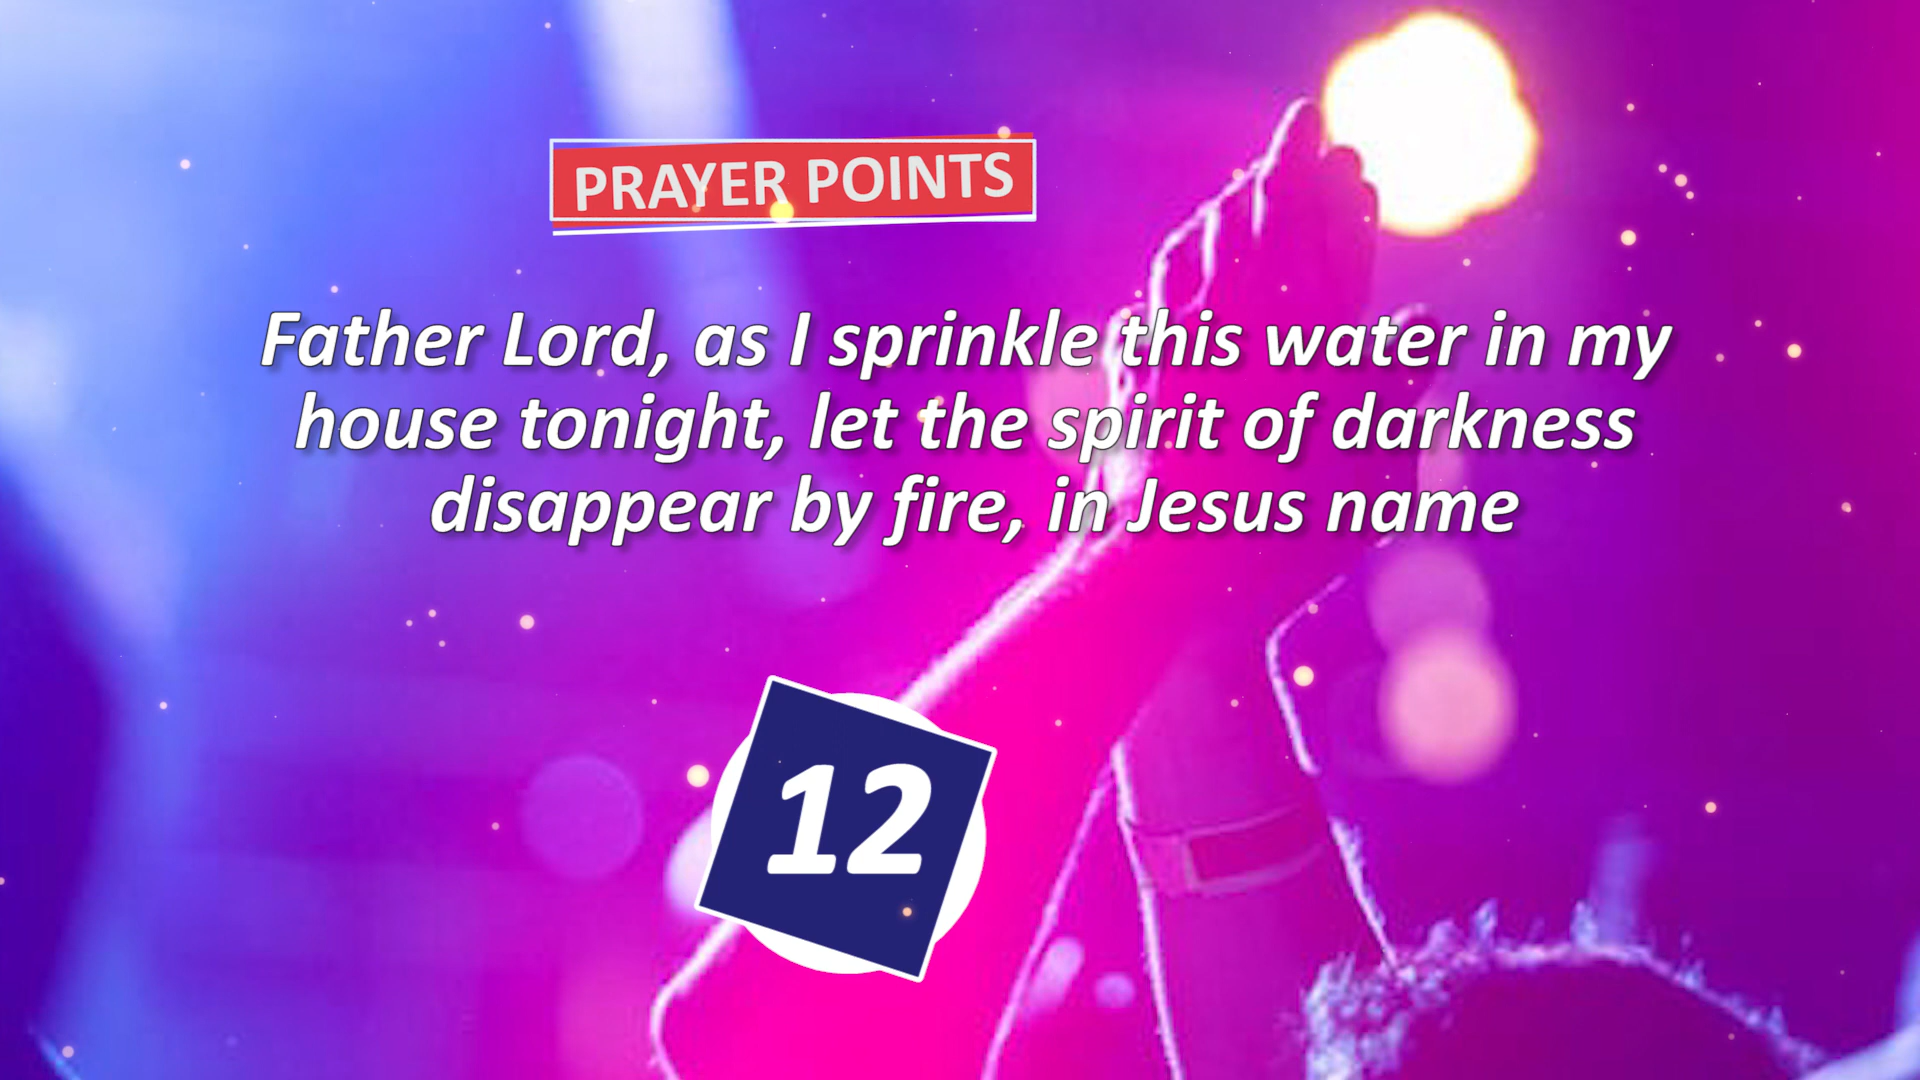 PRAYER POINTS
Father Lord, as I sprinkle this water in my
house tonight, let the spirit of darkness
disappear by fire, in Jesus name
12